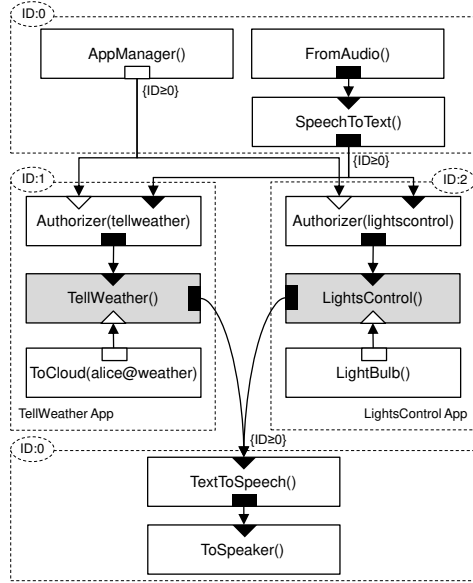 ID:0
AppManager()
FromAudio()
{ID≥0}
SpeechToText()
{ID≥0}
ID:1
ID:2
Authorizer(tellweather)
Authorizer(lightscontrol)
TellWeather()
LightsControl()
ToCloud(alice@weather)
LightBulb()
TellWeather App
LightsControl App
ID:0
{ID≥0}
TextToSpeech()
ToSpeaker()